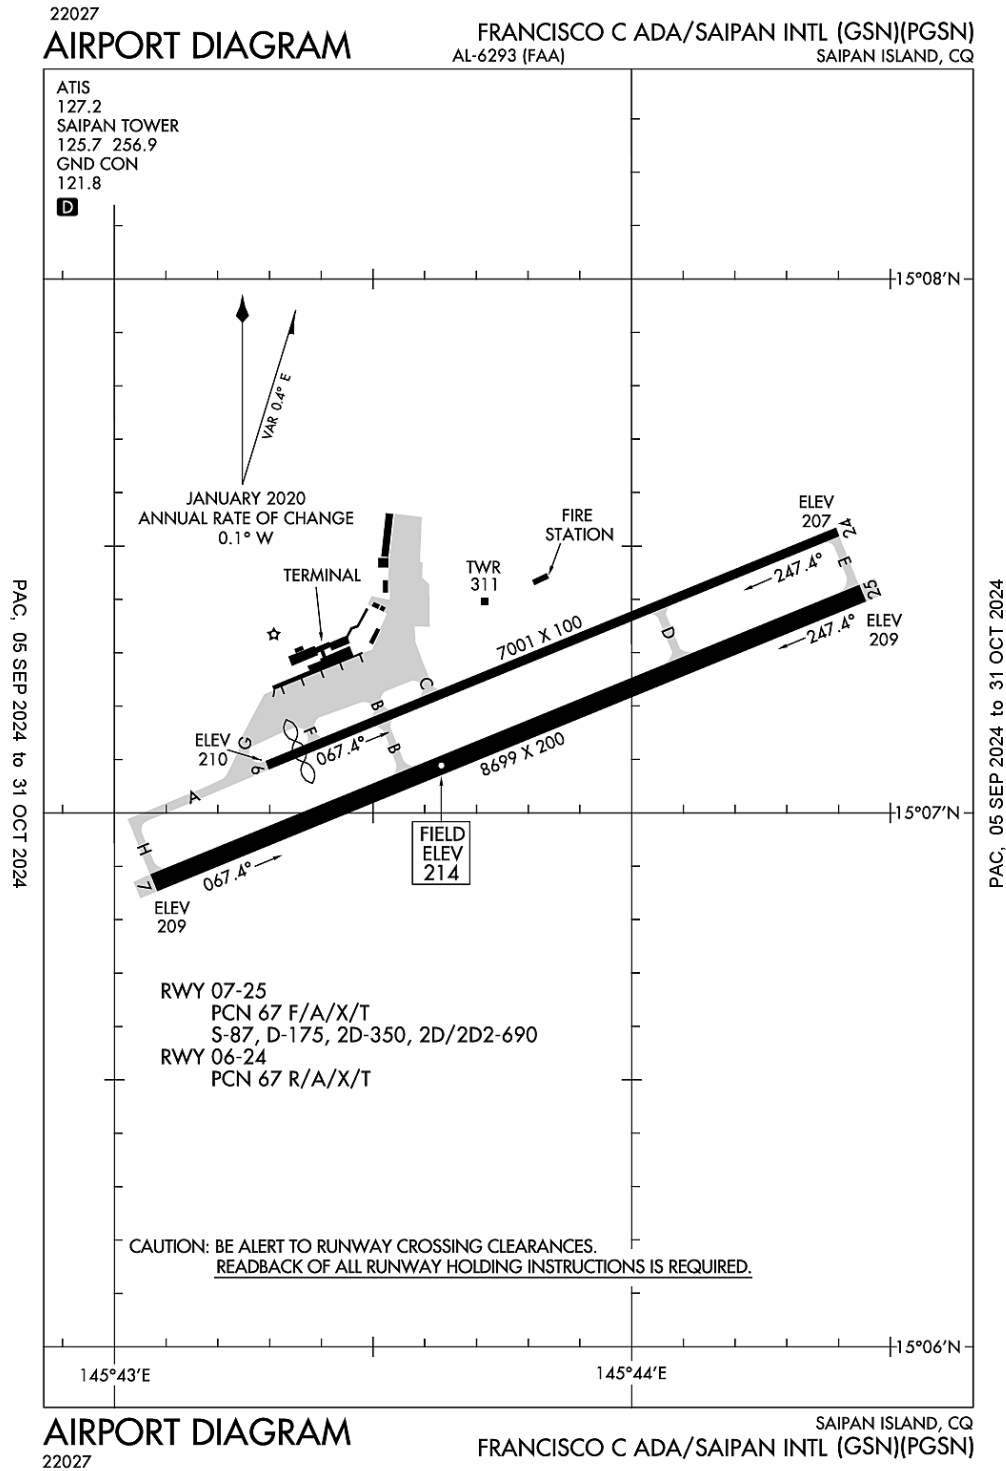 22027
AIRPORT DIAGRAM
FRANCISCO C ADA/SAIPAN INTL (GSN)(PGSN)
AL-6293 (FAA)
SAIPAN ISLAND, CQ
ATIS
127.2
SAIPAN TOWER
125.7 256.9
GND CON
121.8
D
15°08'N
VAR 0.4° E
JANUARY 2020
ANNUAL RATE OF CHANGE
0.1° W
ELEV
207
24
FIRE
STATION
TWR
311
TERMINAL
247.4°
E
25
ELEV
209
247.4°
7001 X 100
D
C
B
F
G
ELEV
210
6
067.4°
B
8699 X 200
A
15°07'N
FIELD
ELEV
214
H
7
067.4°
ELEV
209
PAC, 05 SEP 2024 to 31 OCT 2024
PAC, 05 SEP 2024 to 31 OCT 2024
RWY 07-25
PCN 67 F/A/X/T
S-87, D-175, 2D-350, 2D/2D2-690
RWY 06-24
PCN 67 R/A/X/T
CAUTION: BE ALERT TO RUNWAY CROSSING CLEARANCES.
READBACK OF ALL RUNWAY HOLDING INSTRUCTIONS IS REQUIRED.
15°06'N
145°43'E
145°44'E
AIRPORT DIAGRAM
22027
SAIPAN ISLAND, CQ
FRANCISCO C ADA/SAIPAN INTL (GSN)(PGSN)